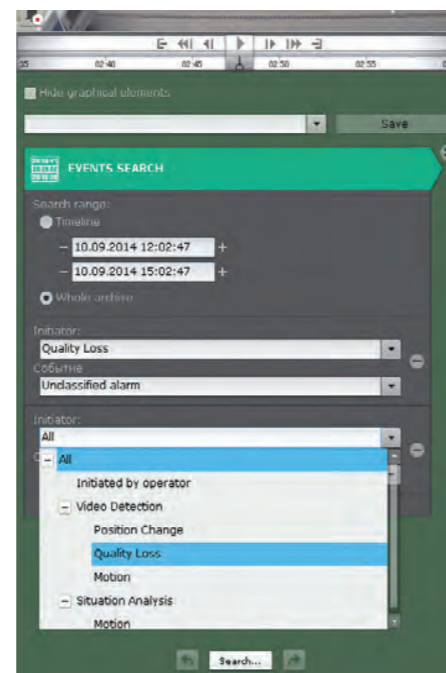 35 02:40 02:45 02:50 02:55 0
Hide graphical elements
Save
EVENTS SEARCH
Search range:
Timeline
− 10.09.2014 12:02:47 +
− 10.09.2014 15:02:47 +
Whole archive
Initiator:
Quality Loss
Событие
Unclassified alarm
Initiator:
All
All
Initiated by operator
Video Detection
Position Change
Quality Loss
Motion
Situation Analysis
Motion
Search...